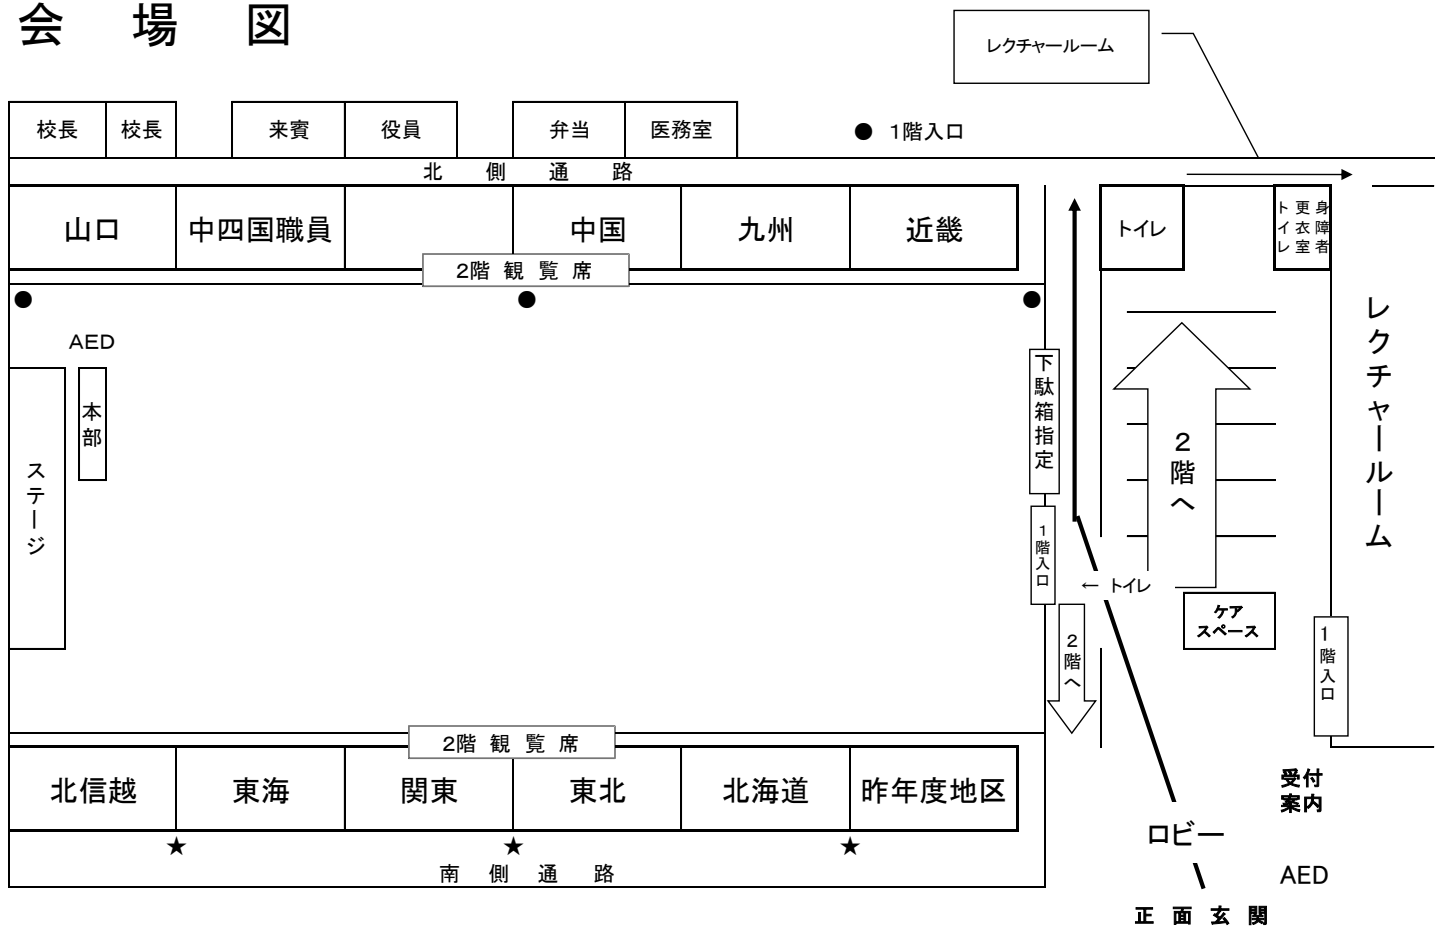 会場図
レクチャールーム
校長 校長 来賓 役員 弁当 医務室
● 1階入口
北側通路
山口 中四国職員 中国 九州 近畿
トイレ
身障者
更衣室
トイレ
2階 観覧席
AED
本部
ステージ
下駄箱指定
1階入口
2階へ
← トイレ
2階へ
ケア
スペース
レクチャールーム
1階入口
2階 観覧席
北信越 東海 関東 東北 北海道 昨年度地区
★ ★ ★
南側通路
受付
案内
ロビー
AED
正面玄関